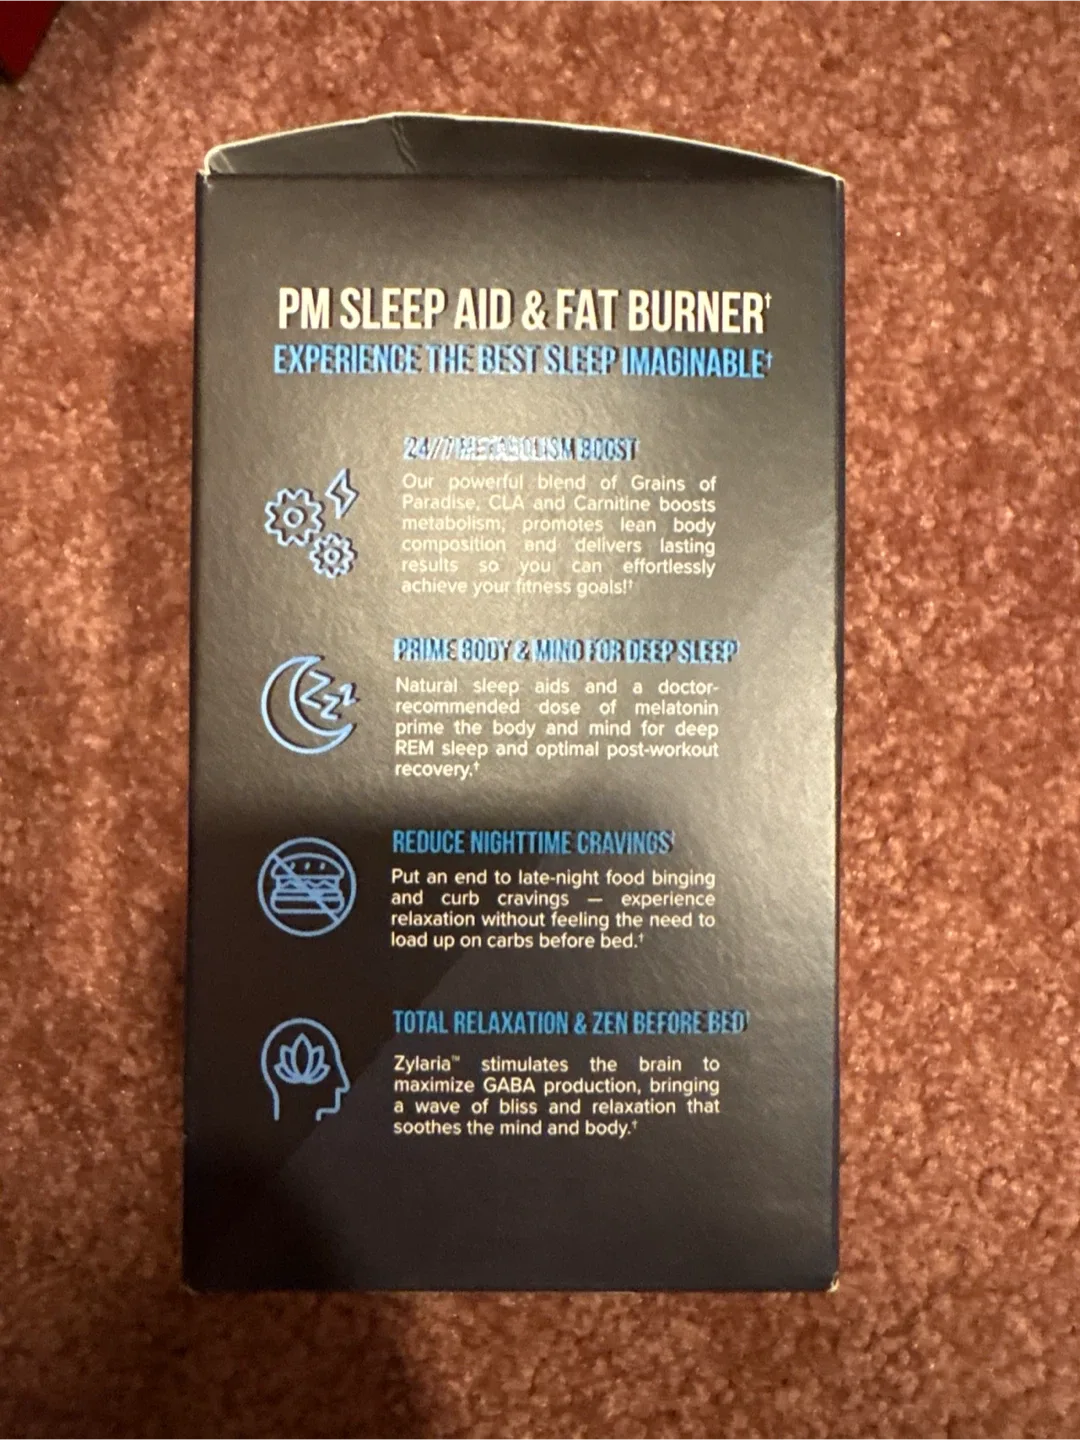 PM SLEEP AID & FAT BURNER†
EXPERIENCE THE BEST SLEEP IMAGINABLE†
24/7 METABOLISM BOOST
Our powerful blend of Grains of
Paradise, CLA and Carnitine boosts
metabolism; promotes lean body
composition and delivers lasting
results so you can effortlessly
achieve your fitness goals!†
PRIME BODY & MIND FOR DEEP SLEEP†
Natural sleep aids and a doctor-
recommended dose of melatonin
prime the body and mind for deep
REM sleep and optimal post-workout
recovery.†
REDUCE NIGHTTIME CRAVINGS†
Put an end to late-night food binging
and curb cravings — experience
relaxation without feeling the need to
load up on carbs before bed.†
TOTAL RELAXATION & ZEN BEFORE BED†
Zylaria™ stimulates the brain to
maximize GABA production, bringing
a wave of bliss and relaxation that
soothes the mind and body.†